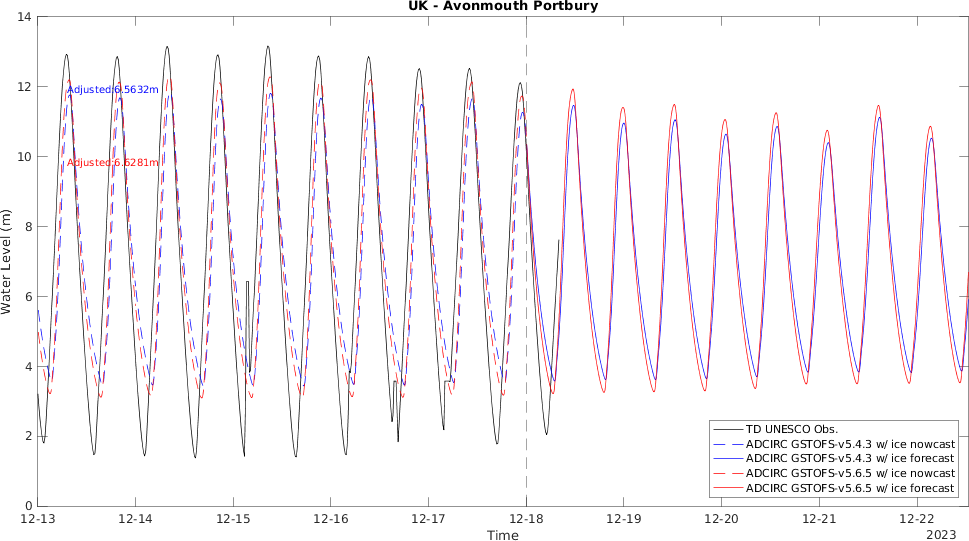 UK - Avonmouth Portbury
14
12
10
8
6
4
2
0
Water Level (m)
Adjusted:6.5632m
Adjusted:6.6281m
TD UNESCO Obs.
ADCIRC GSTOFS-v5.4.3 w/ ice nowcast
ADCIRC GSTOFS-v5.4.3 w/ ice forecast
ADCIRC GSTOFS-v5.6.5 w/ ice nowcast
ADCIRC GSTOFS-v5.6.5 w/ ice forecast
12-13 12-14 12-15 12-16 12-17 12-18 12-19 12-20 12-21 12-22
Time
2023